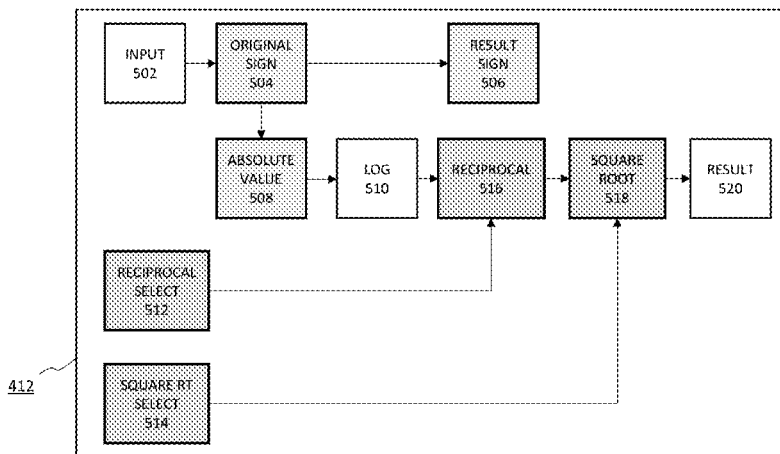 INPUT
502
ORIGINAL
SIGN
504
RESULT
SIGN
506
ABSOLUTE
VALUE
508
LOG
510
RECIPROCAL
516
SQUARE
ROOT
518
RESULT
520
RECIPROCAL
SELECT
512
412
SQUARE RT
SELECT
514